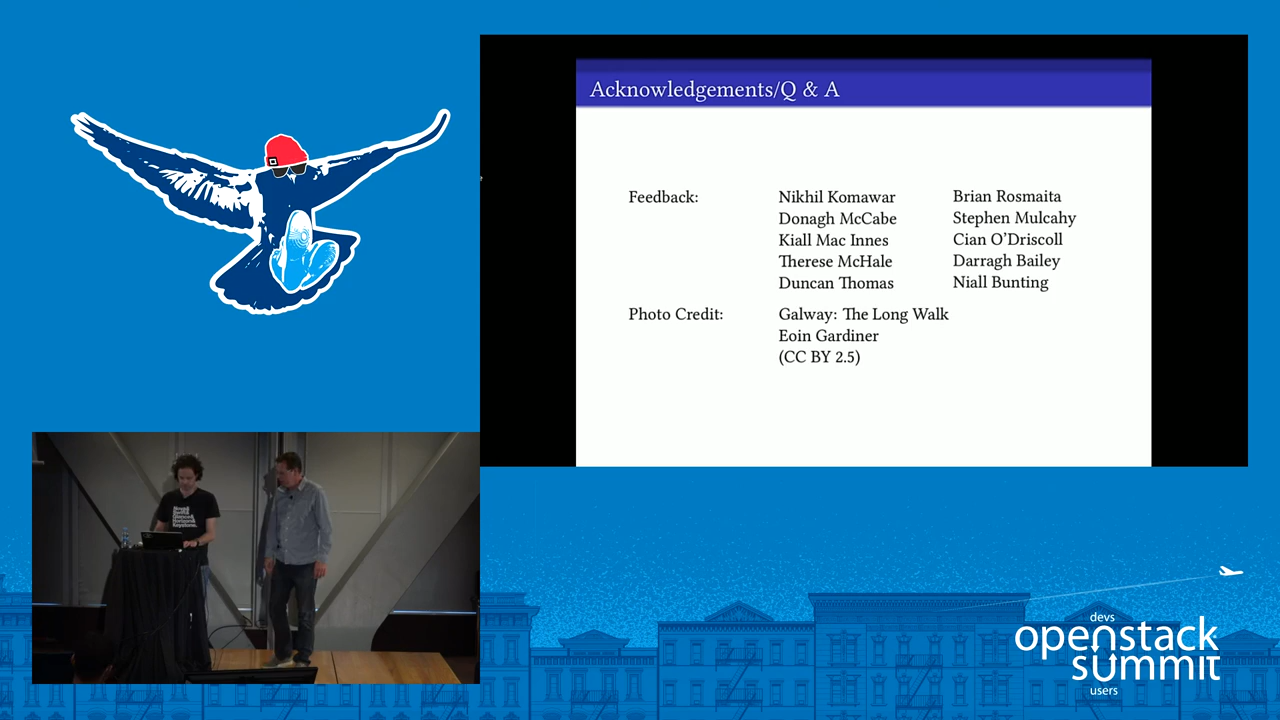 Acknowledgements/Q & A
Feedback: Nikhil Komawar Brian Rosmaita
Donagh McCabe Stephen Mulcahy
Kiall Mac Innes Cian O’Driscoll
Therese McHale Darragh Bailey
Duncan Thomas Niall Bunting
Photo Credit: Galway: The Long Walk
Eoin Gardiner
(CC BY 2.5)
Horizon&
Keystone.
devs
openstack
summit
users